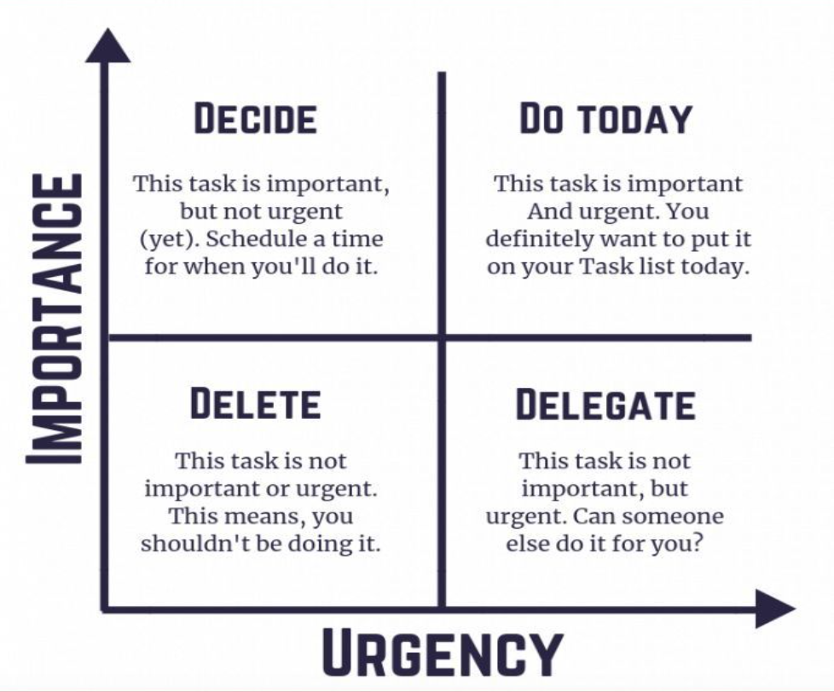 DECIDE
This task is important,
but not urgent
(yet). Schedule a time
for when you'll do it.
DO TODAY
This task is important
And urgent. You
definitely want to put it
on your Task list today.
IMPORTANCE
DELETE
This task is not
important or urgent.
This means, you
shouldn't be doing it.
DELEGATE
This task is not
important, but
urgent. Can someone
else do it for you?
URGENCY